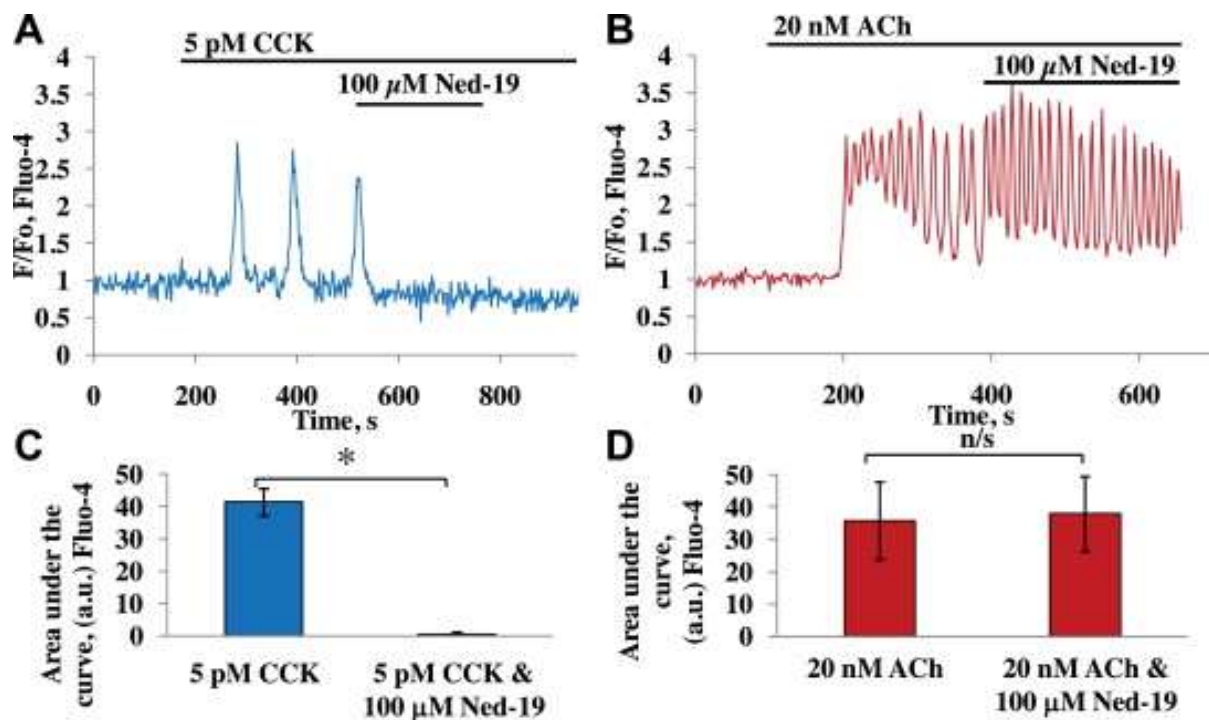 A
5 pM CCK
100 µM Ned-19
F/Fo, Fluo-4
4
3.5
3
2.5
2
1.5
1
0.5
0
0 200 400 600 800
Time, s
B
20 nM ACh
100 µM Ned-19
F/Fo, Fluo-4
4
3.5
3
2.5
2
1.5
1
0.5
0
0 200 400 600
Time, s
C
*
Area under the
curve, (a.u.) Fluo-4
50
40
30
20
10
0
5 pM CCK
5 pM CCK &
100 µM Ned-19
D
n/s
Area under the
curve,
(a.u.) Fluo-4
50
40
30
20
10
0
20 nM ACh
20 nM ACh &
100 µM Ned-19